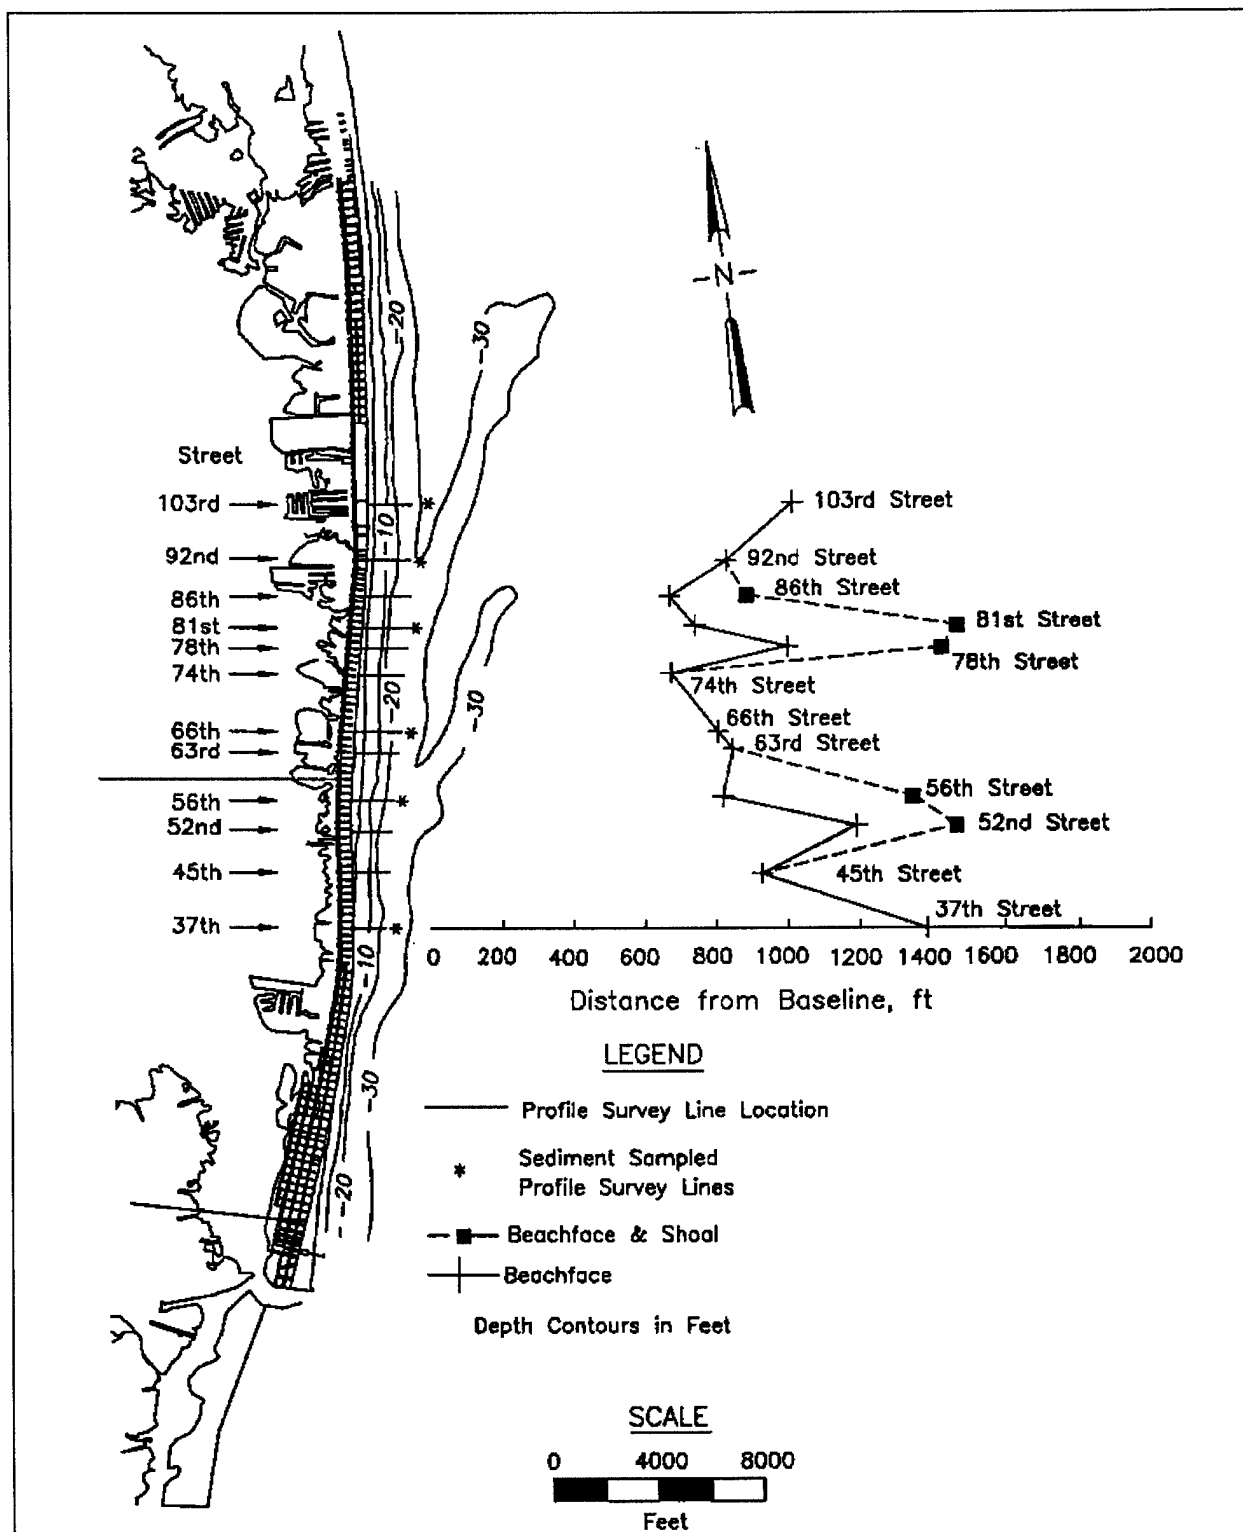 -20
-30
N
Street
103rd
-10
103rd Street
92nd
92nd Street
86th
86th Street
81st
81st Street
78th
78th Street
74th
-20
-30
74th Street
66th
66th Street
63rd
63rd Street
56th
56th Street
52nd
52nd Street
45th
45th Street
37th
37th Street
0 200 400 600 800 1000 1200 1400 1600 1800 2000
-10
Distance from Baseline, ft
-30
-20
LEGEND
Profile Survey Line Location
* Sediment Sampled
Profile Survey Lines
Beachface & Shoal
Beachface
Depth Contours in Feet
SCALE
0 4000 8000
Feet